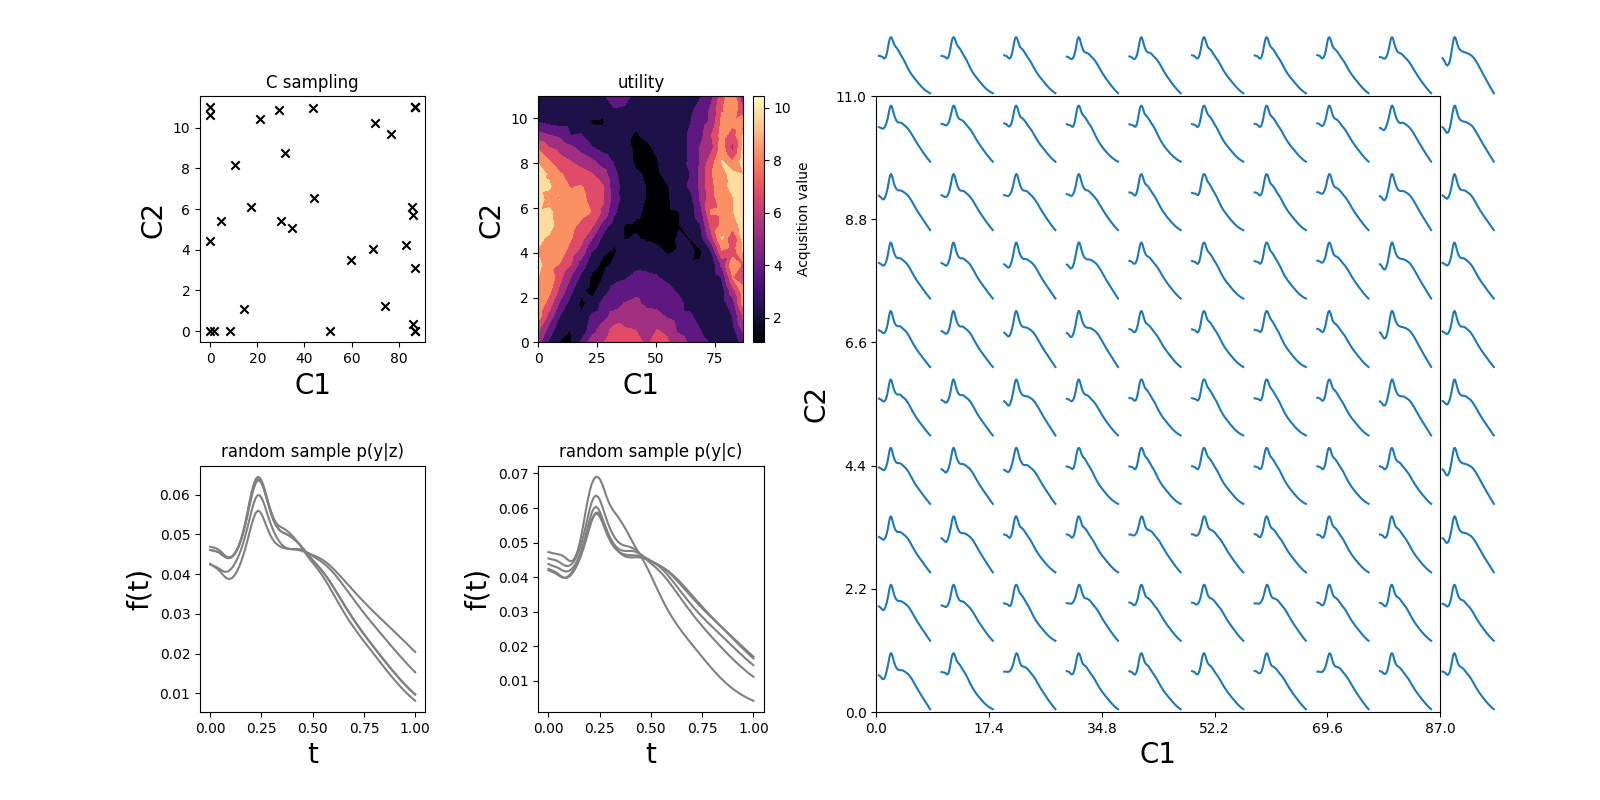 C sampling
10
8
6
4
2
0
C2
0 20 40 60 80
C1
utility
10
8
6
4
2
0
C2
0 25 50 75
C1
10
8
6
4
2
Acqusition value
random sample p(y|z)
0.06
0.05
0.04
0.03
0.02
0.01
f(t)
0.00 0.25 0.50 0.75 1.00
t
random sample p(y|c)
0.07
0.06
0.05
0.04
0.03
0.02
0.01
f(t)
0.00 0.25 0.50 0.75 1.00
t
11.0
8.8
6.6
4.4
2.2
0.0
C2
0.0 17.4 34.8 52.2 69.6 87.0
C1